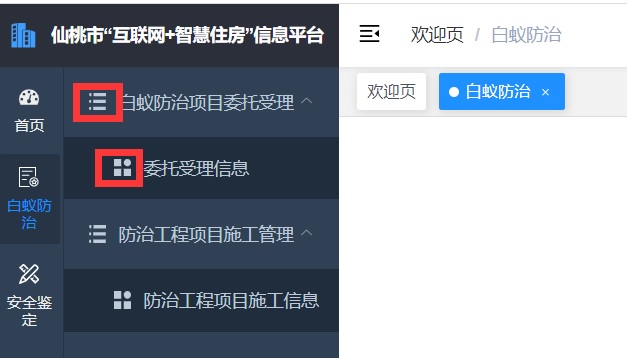 仙桃市“互联网+智慧住房”信息平台
欢迎页 / 白蚁防治
首页
白蚁防
治
安全鉴
定
白蚁防治项目委托受理
委托受理信息
防治工程项目施工管理
防治工程项目施工信息
欢迎页
白蚁防治 ×